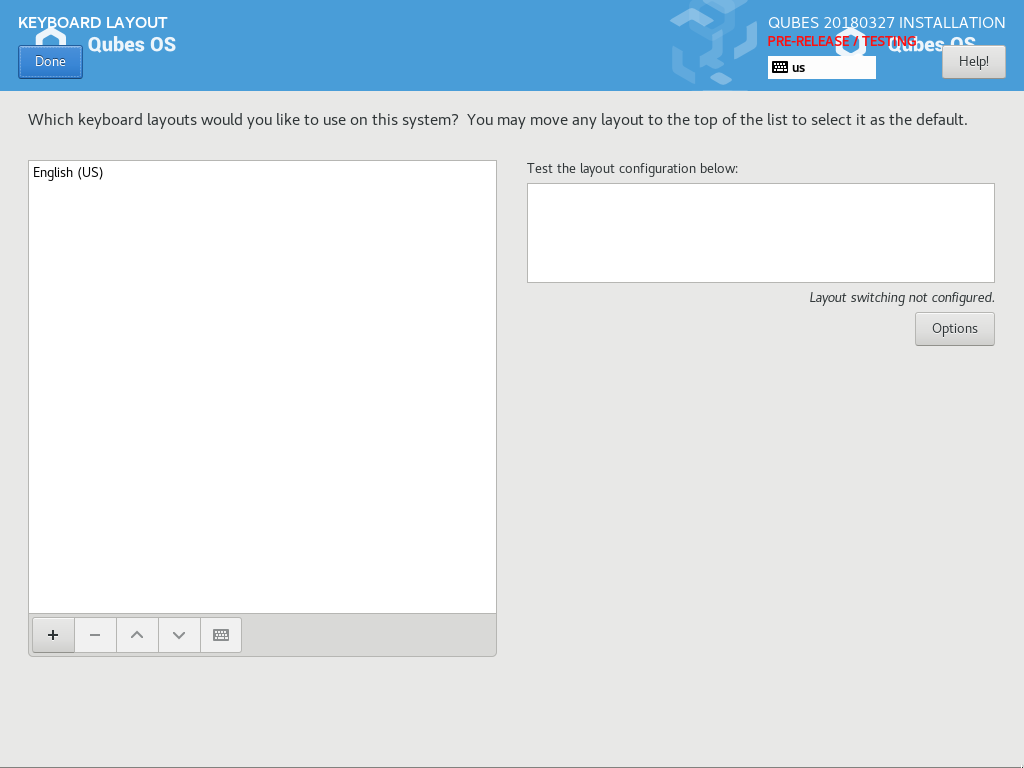 KEYBOARD LAYOUT
Qubes OS
Done
QUBES 20180327 INSTALLATION
PRE-RELEASE / TESTING
Qubes OS
us
Help!
Which keyboard layouts would you like to use on this system?  You may move any layout to the top of the list to select it as the default.
English (US)
Test the layout configuration below:
Layout switching not configured.
Options